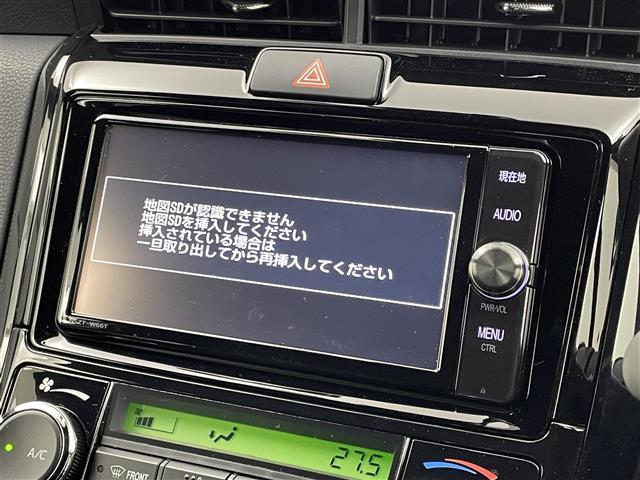 現在地
AUDIO
地図SDが認識できません
地図SDを挿入してください
挿入されている場合は
一旦取り出してから再挿入してください
PWR・VOL
MENU
CTRL
NSZT-W66T
A/C
27.5
FRONT